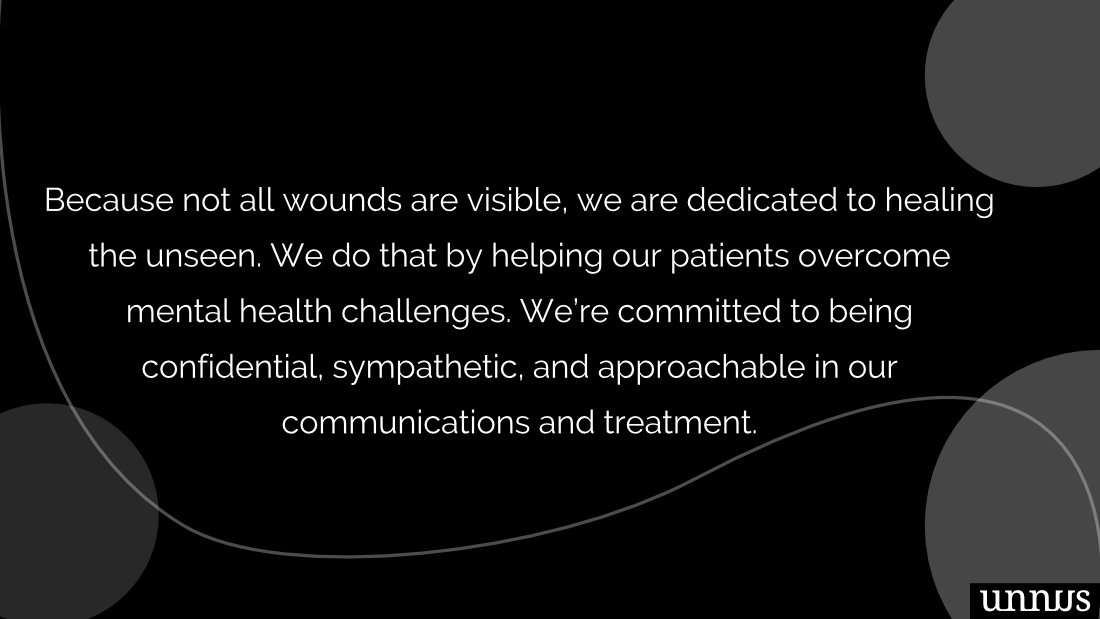 Because not all wounds are visible, we are dedicated to healing
the unseen. We do that by helping our patients overcome
mental health challenges. We’re committed to being
confidential, sympathetic, and approachable in our
communications and treatment.
unnus